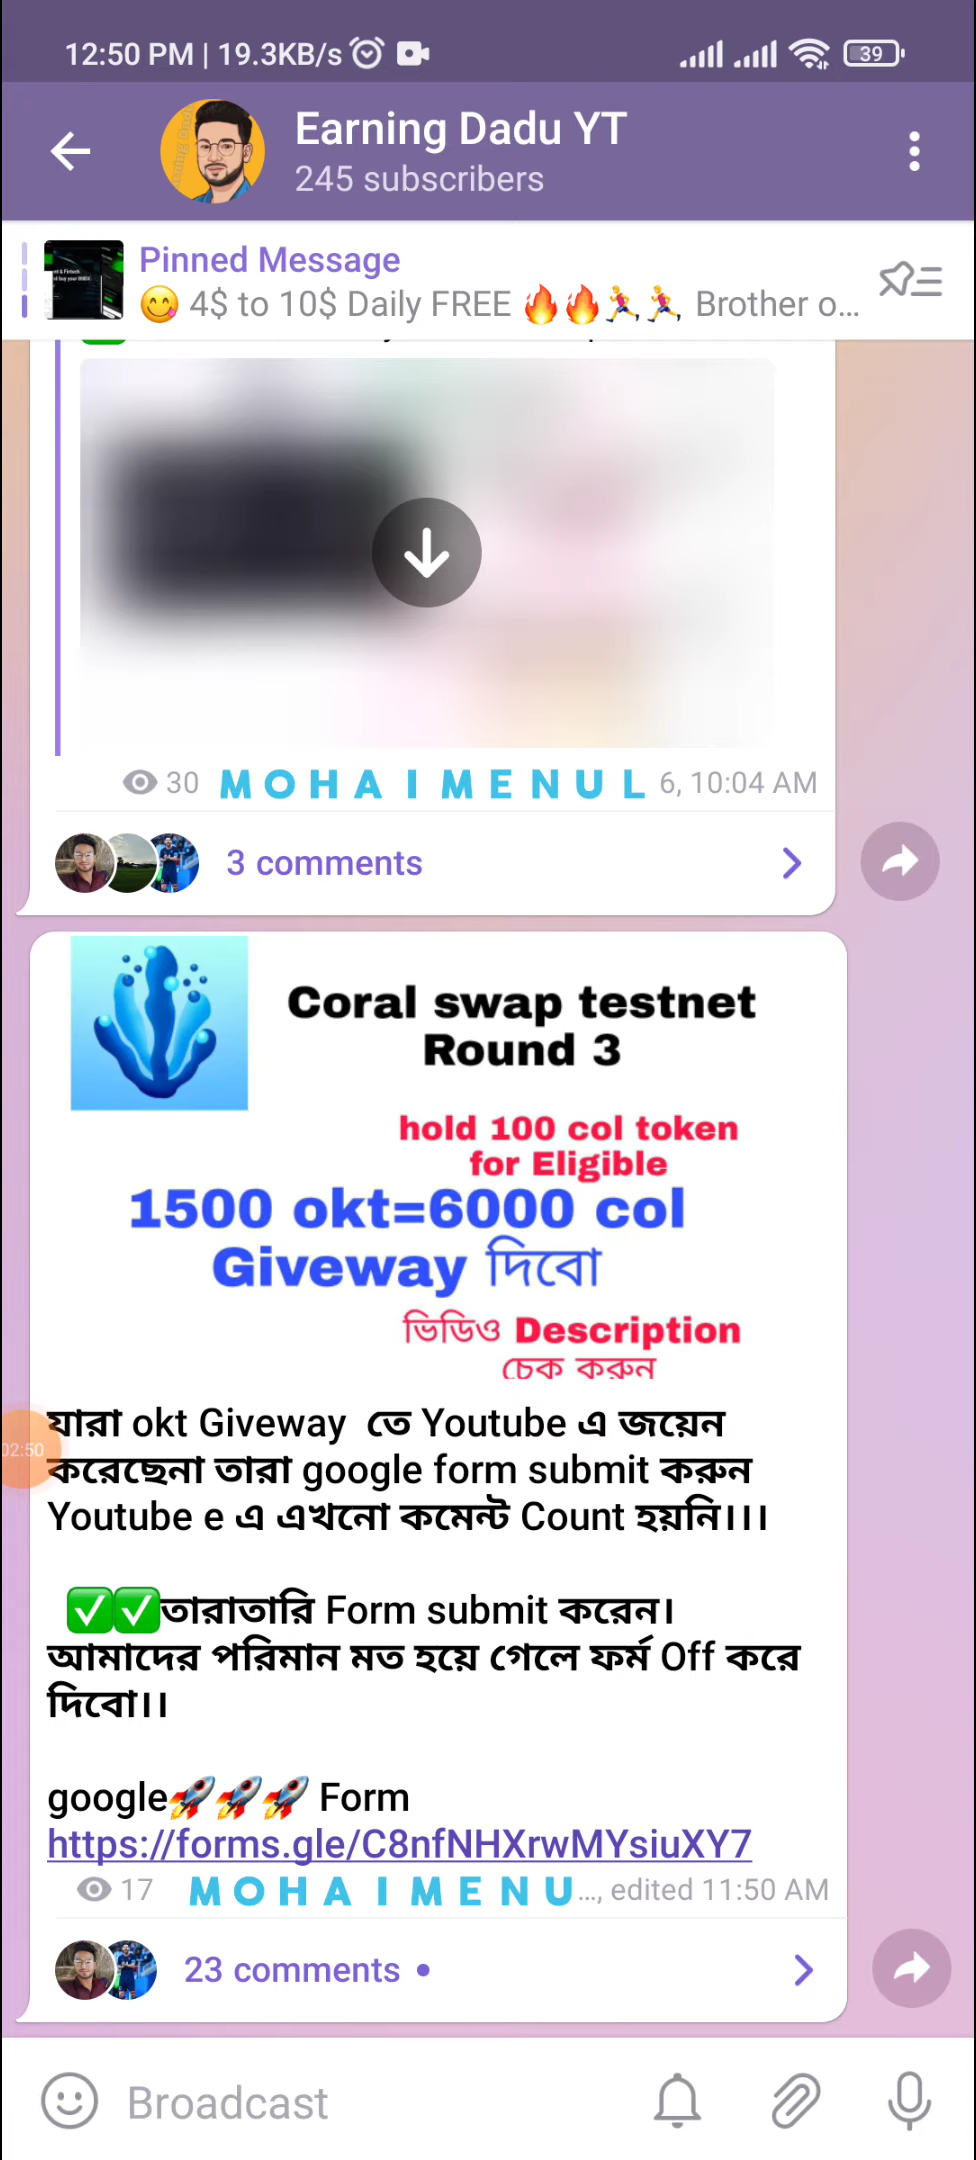 12:50 PM | 19.3KB/s
39
Earning Dadu YT
245 subscribers
Pinned Message
😋 4$ to 10$ Daily FREE 🔥🔥🏃🏃 Brother o...
30 MOHAIMENUL 6, 10:04 AM
3 comments
Coral swap testnet
Round 3
hold 100 col token
for Eligible
1500 okt=6000 col
Giveway দিবো
ভিডিও Description
চেক করুন
যারা okt Giveway তে Youtube এ জয়েন
করেছেনা তারা google form submit করুন
Youtube e এ এখনো কমেন্ট Count হয়নি।।।
02:50
✅✅তারাতারি Form submit করেন।
আমাদের পরিমান মত হয়ে গেলে ফর্ম Off করে
দিবো।।
google🚀🚀🚀 Form
https://forms.gle/C8nfNHXrwMYsiuXY7
17 MOHAIMENU..., edited 11:50 AM
23 comments
Broadcast